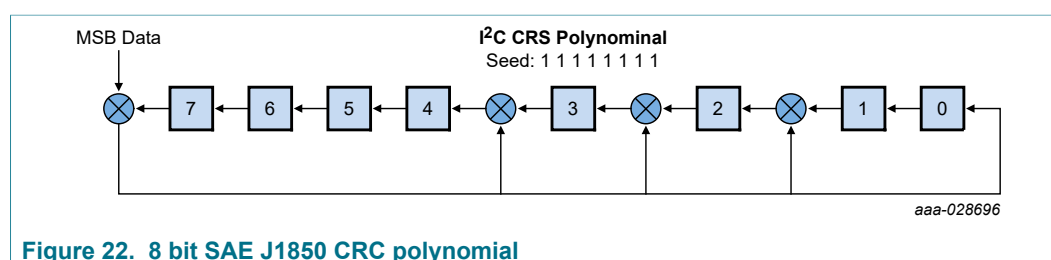 MSB Data
I²C CRS Polynominal
Seed: 1 1 1 1 1 1 1 1
7 6 5 4 3 2 1 0
aaa-028696
Figure 22. 8 bit SAE J1850 CRC polynomial